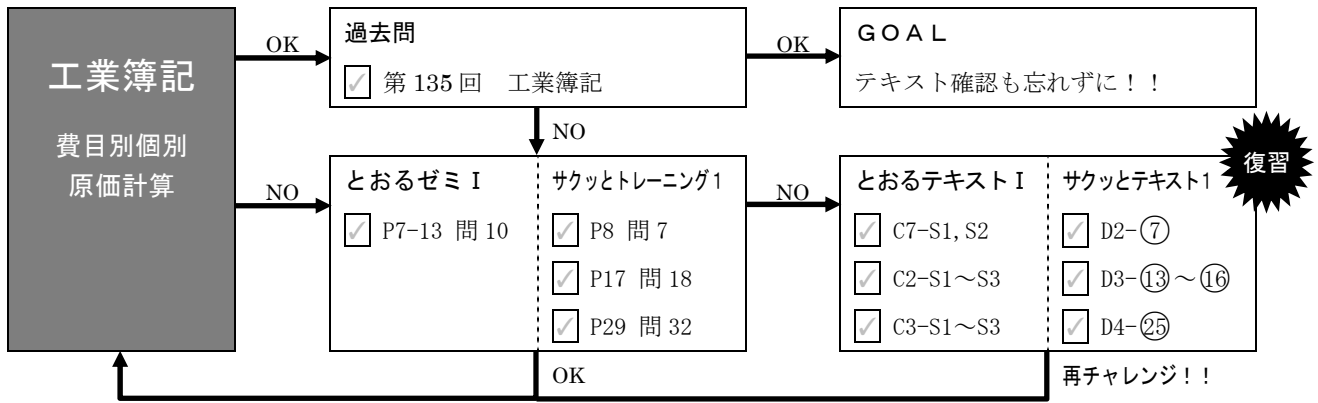 工業簿記
費目別個別
原価計算
OK
過去問
✓ 第135回 工業簿記
OK
GOAL
テキスト確認も忘れずに！！
NO
NO
とおるゼミⅠ
✓ P7-13 問10
サクッとトレーニング1
✓ P8 問7
✓ P17 問18
✓ P29 問32
NO
とおるテキストⅠ
✓ C7-S1,S2
✓ C2-S1～S3
✓ C3-S1～S3
サクッとテキスト1
✓ D2-⑦
✓ D3-⑬～⑯
✓ D4-㉕
復習
OK
再チャレンジ！！